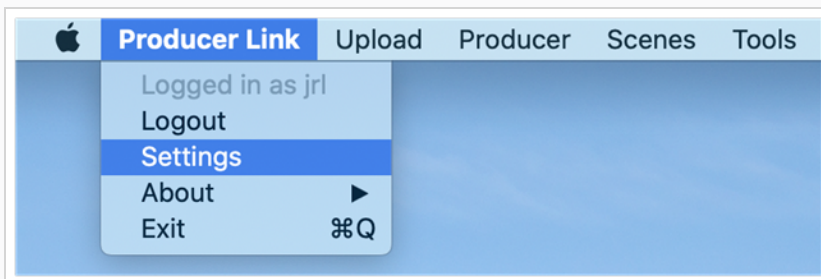 Producer Link Upload Producer Scenes Tools
Logged in as jrl
Logout
Settings
About ▶
Exit ⌘Q